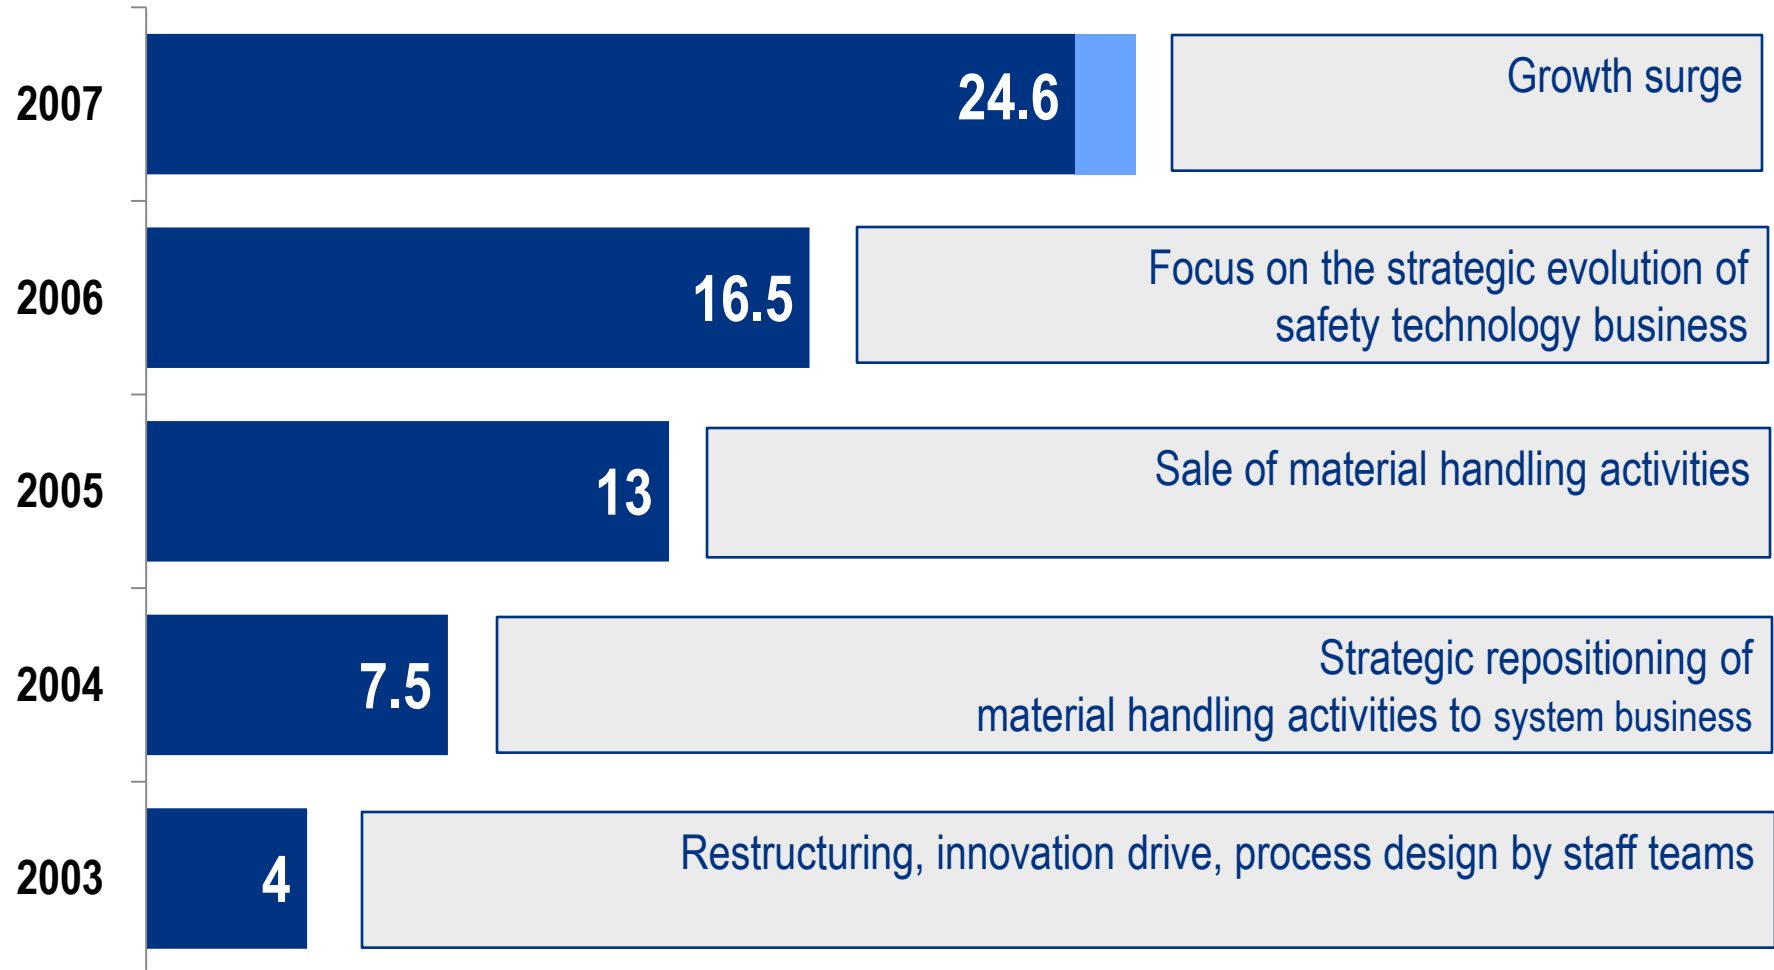 2007
24.6
Growth surge
2006
16.5
Focus on the strategic evolution of
safety technology business
2005
13
Sale of material handling activities
2004
7.5
Strategic repositioning of
material handling activities to system business
2003
4
Restructuring, innovation drive, process design by staff teams